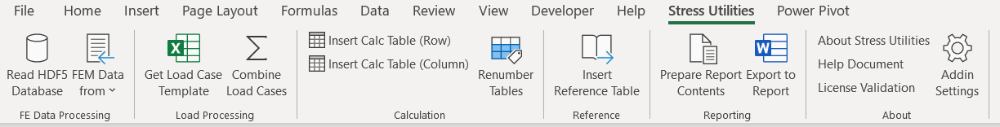 File Home Insert Page Layout Formulas Data Review View Developer Help Stress Utilities Power Pivot
Read HDF5
Database
FEM Data
from
FE Data Processing
Get Load Case
Template
Combine
Load Cases
Load Processing
Insert Calc Table (Row)
Insert Calc Table (Column)
Renumber
Tables
Calculation
Insert
Reference Table
Reference
Prepare Report
Contents
Export to
Report
Reporting
About Stress Utilities
Help Document
License Validation
Addin
Settings
About